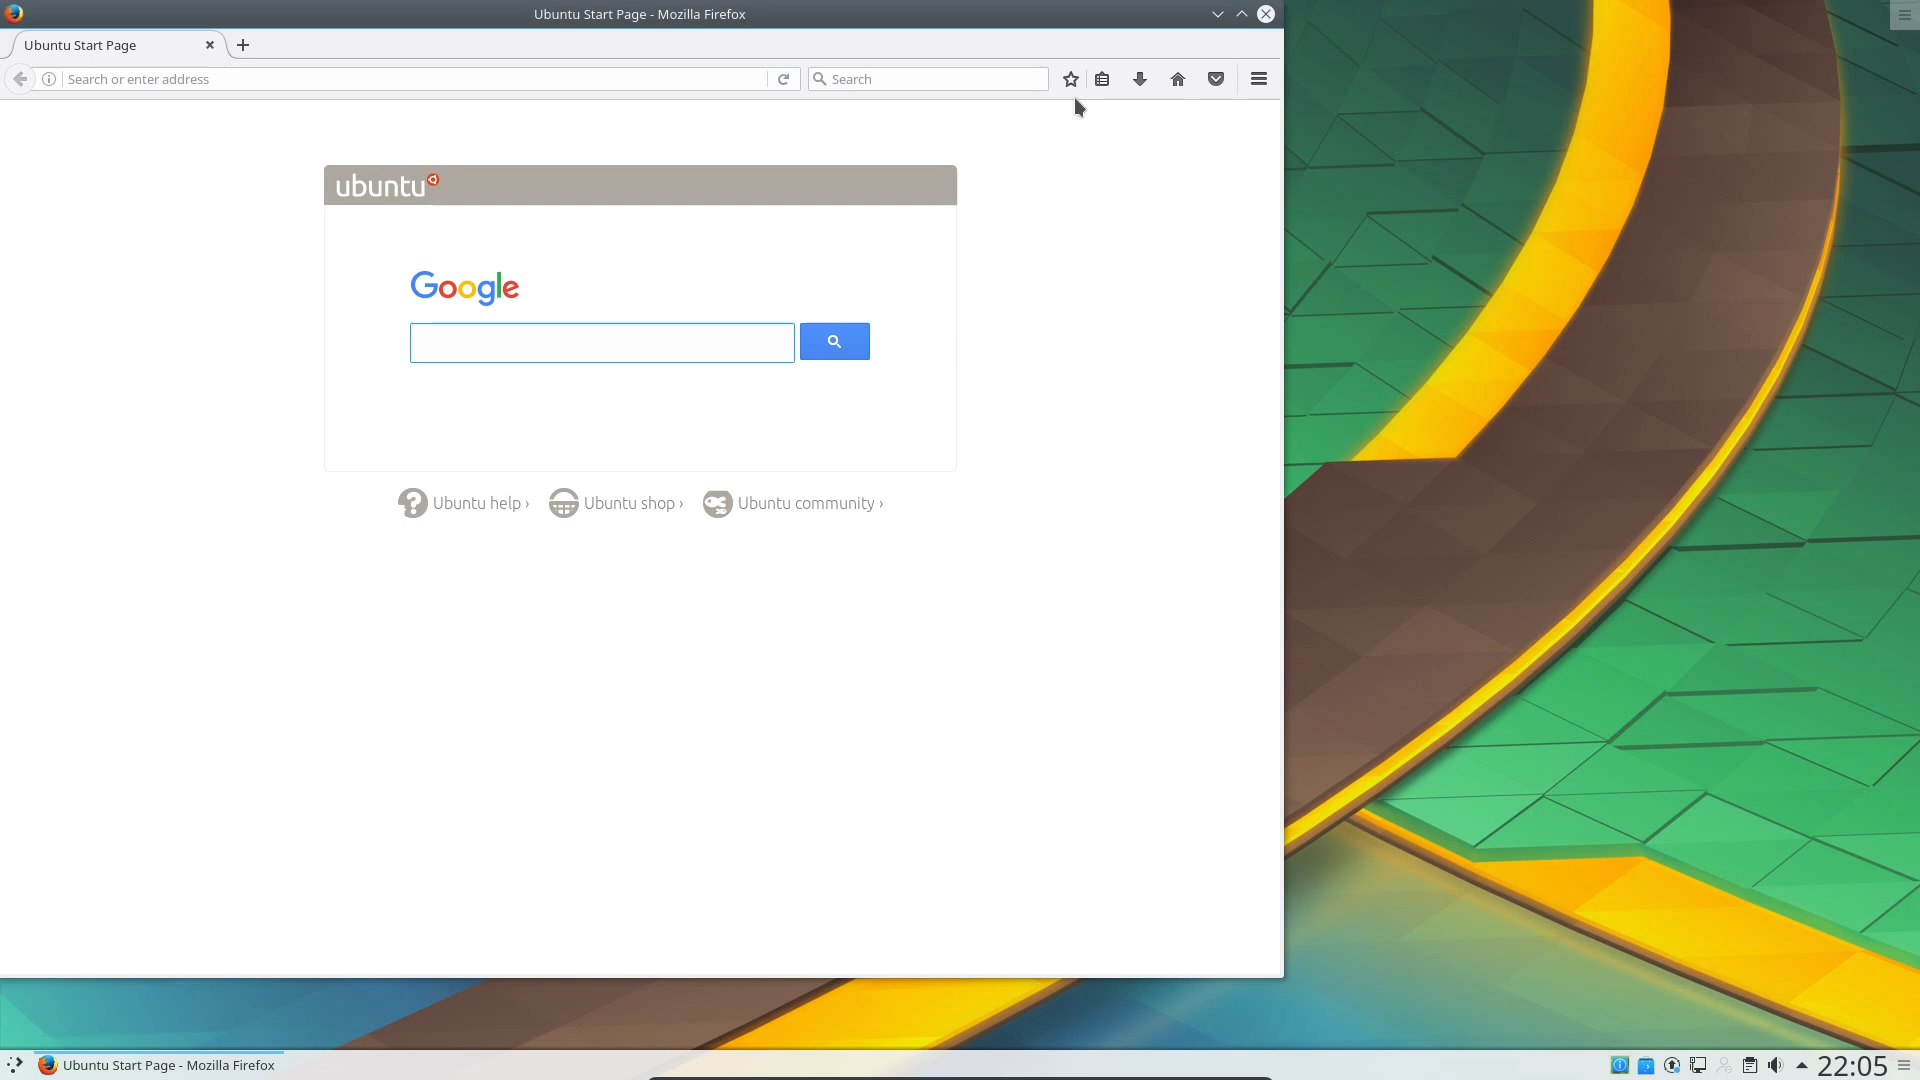 Ubuntu Start Page - Mozilla Firefox
Ubuntu Start Page
Search or enter address
Search
ubuntu
Google
Ubuntu help ›
Ubuntu shop ›
Ubuntu community ›
Ubuntu Start Page - Mozilla Firefox
22:05